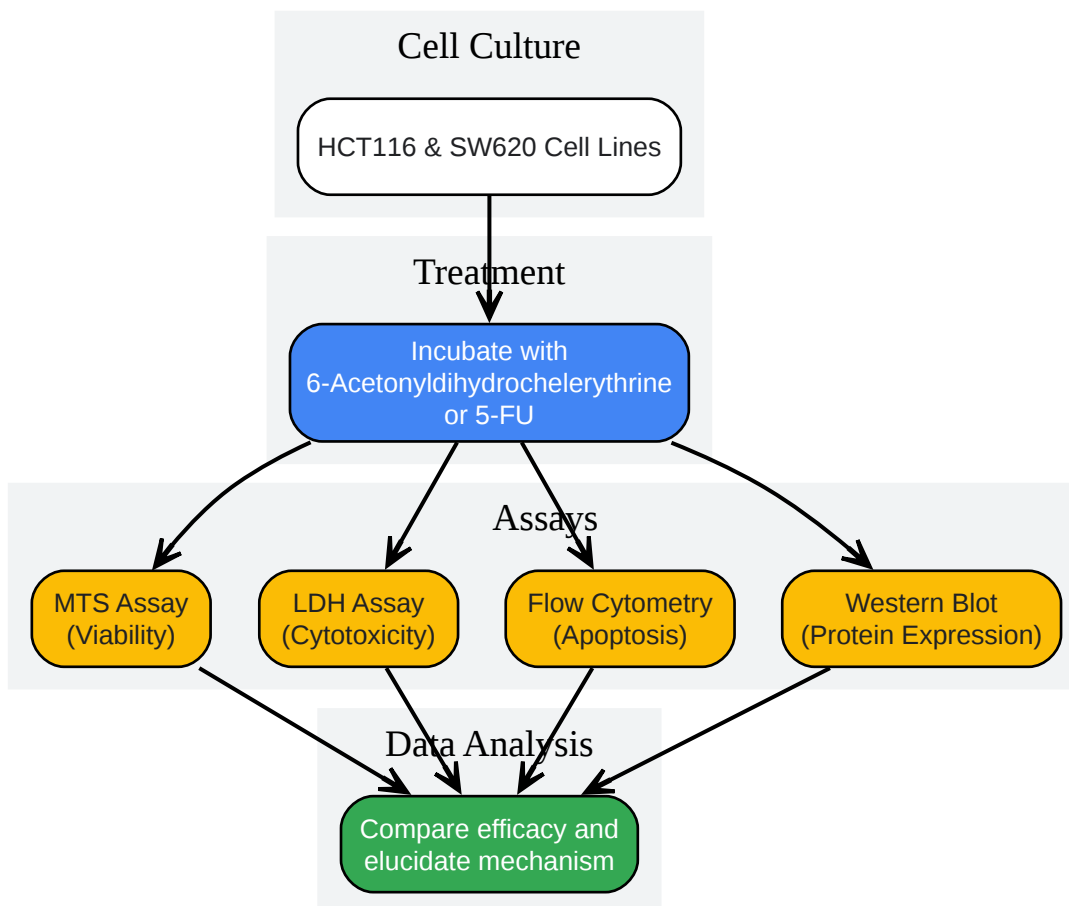 Cell Culture
HCT116 & SW620 Cell Lines
Treatment
Incubate with
6-Acetonyldihydrochelerythrine
or 5-FU
Assays
MTS Assay
(Viability)
LDH Assay
(Cytotoxicity)
Flow Cytometry
(Apoptosis)
Western Blot
(Protein Expression)
Data Analysis
Compare efficacy and
elucidate mechanism